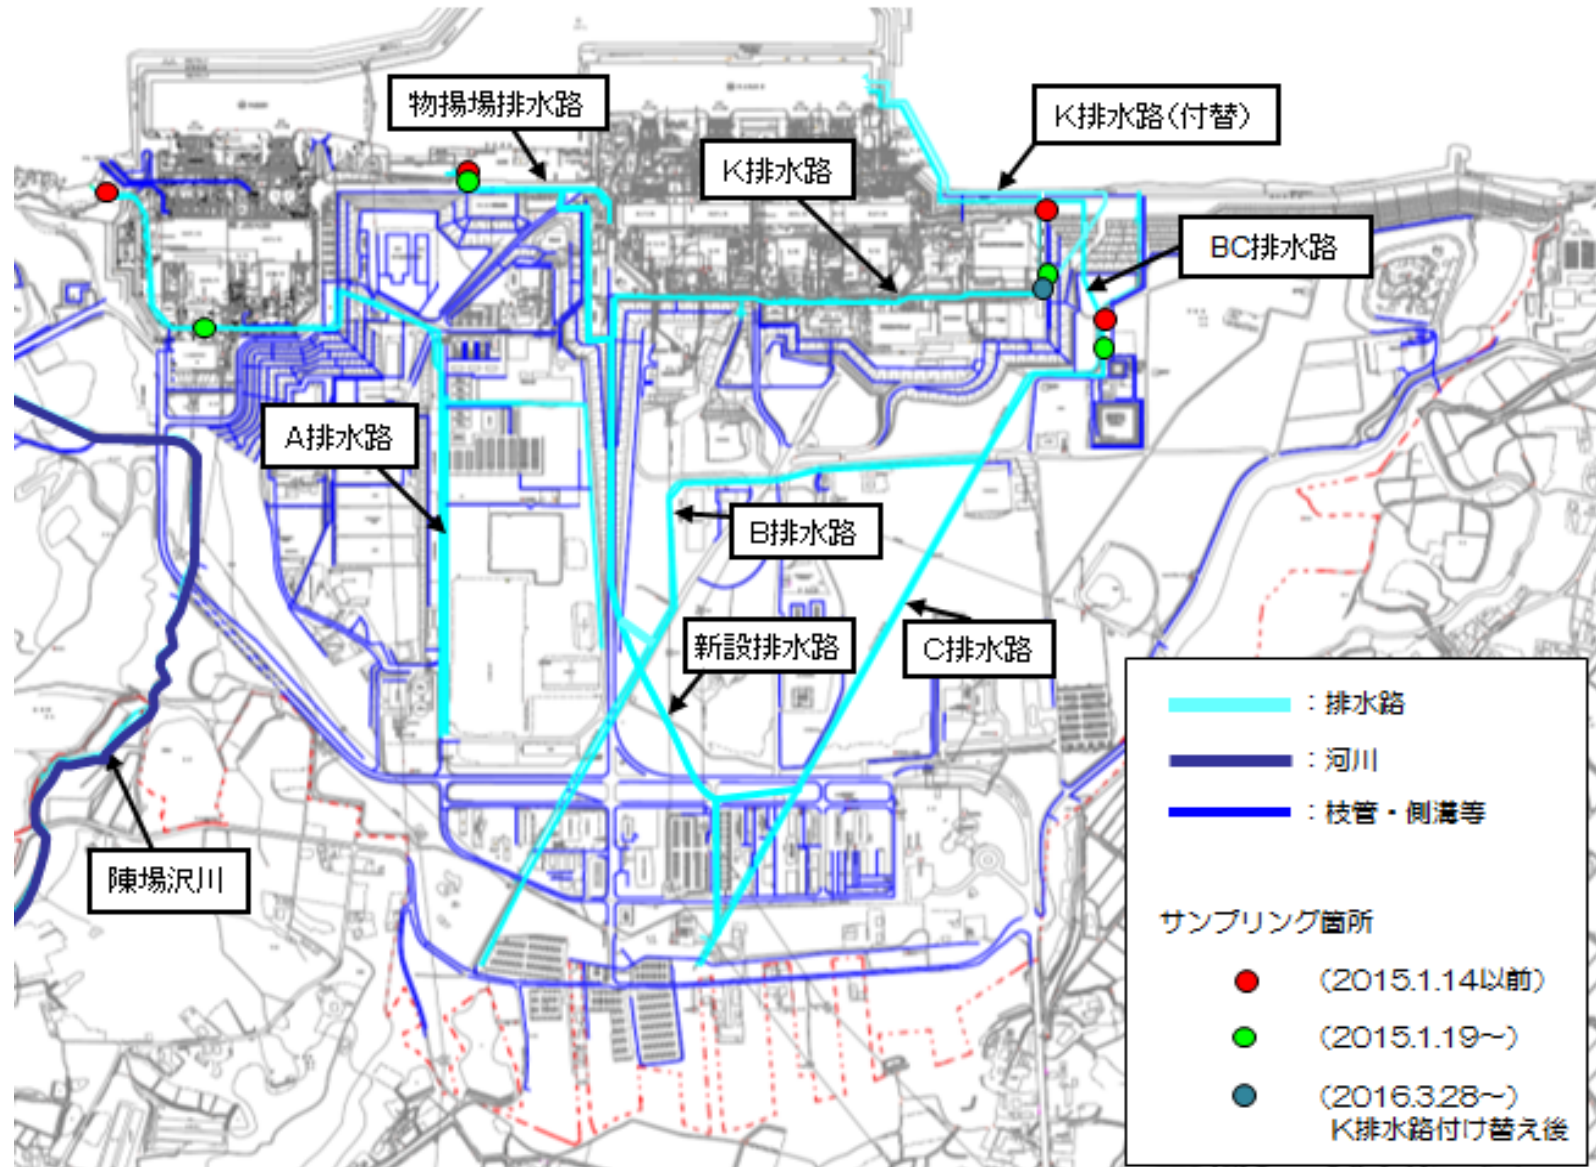 物揚場排水路
K排水路(付替)
K排水路
BC排水路
A排水路
B排水路
新設排水路
C排水路
陳場沢川
：排水路
：河川
：枝管・側溝等
サンプリング箇所
（2015.1.14以前）
（2015.1.19〜）
（2016.3.28〜）
K排水路付け替え後